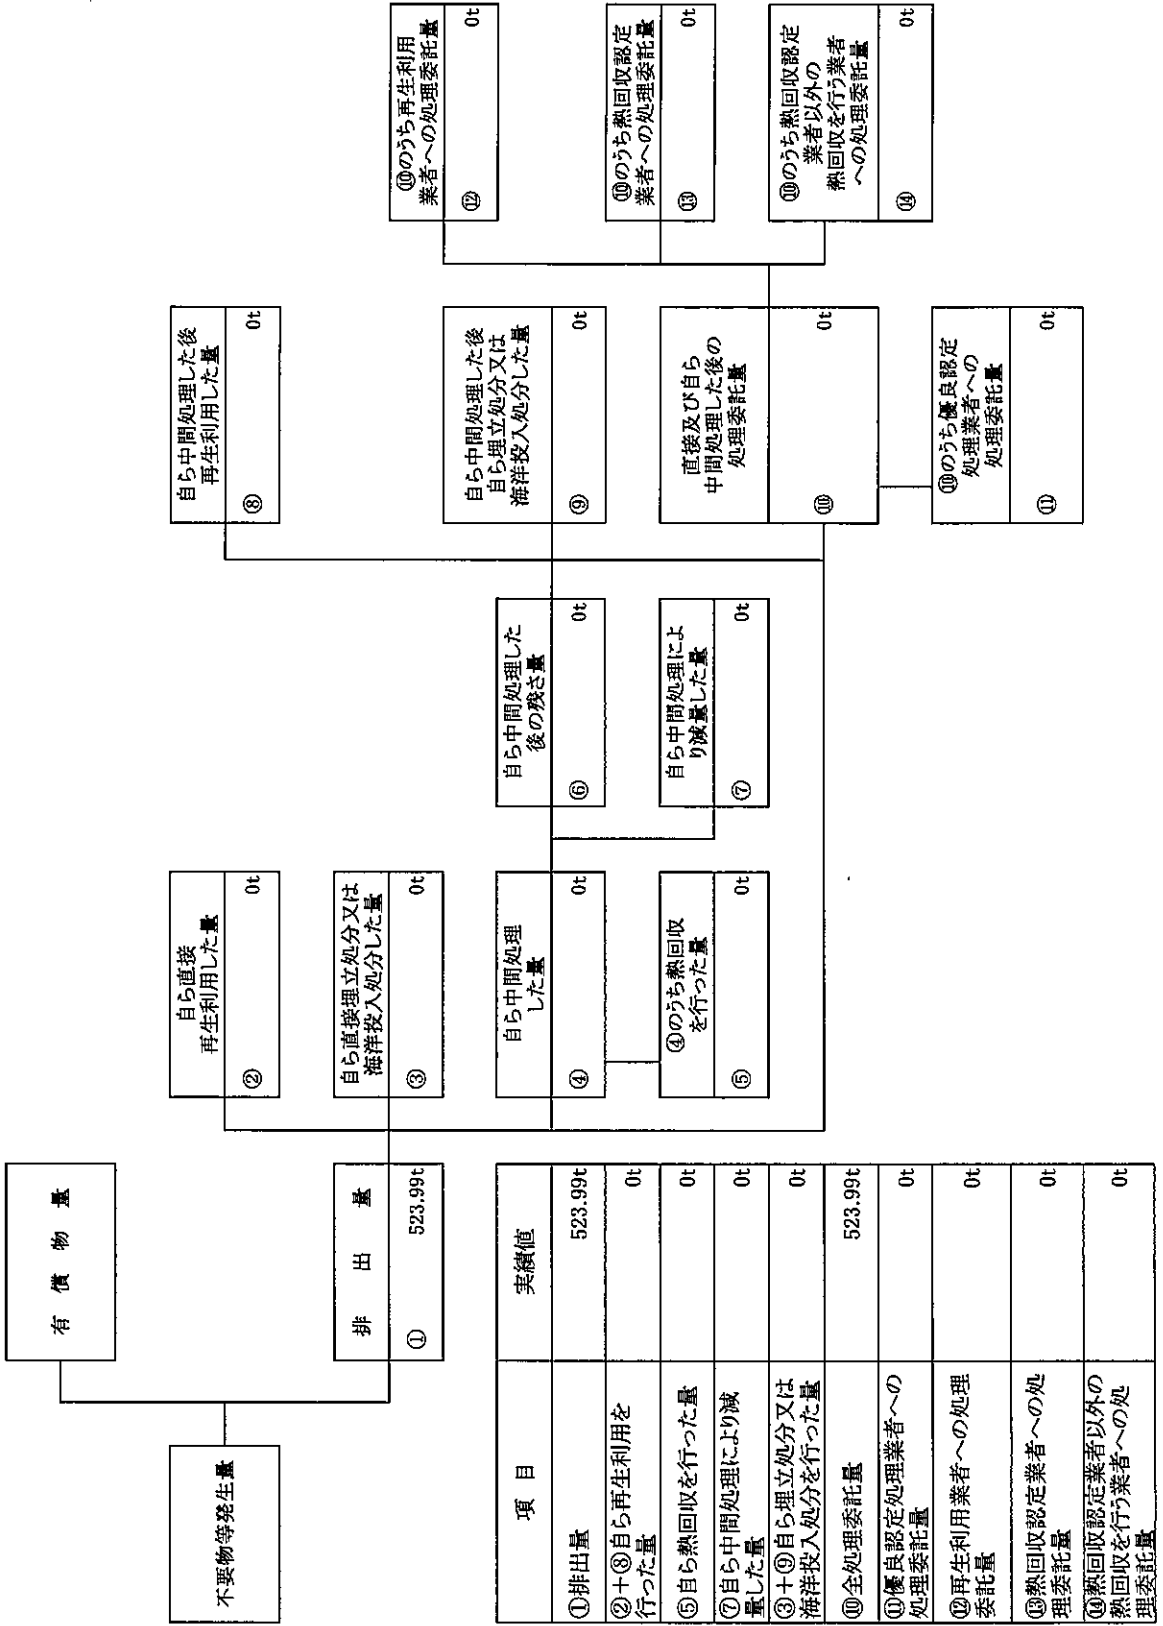 有償物量
不要物等発生量
排出量
① 523.99t
自ら直接
再生利用した量
② 0t
自ら直接埋立処分又は
海洋投入処分した量
③ 0t
自ら中間処理
した量
④ 0t
④のうち熱回収
を行った量
⑤ 0t
自ら中間処理した
後の残さ量
⑥ 0t
自ら中間処理によ
り減量した量
⑦ 0t
自ら中間処理した後
再生利用した量
⑧ 0t
自ら中間処理した後
自ら埋立処分又は
海洋投入処分した量
⑨ 0t
直接及び自ら
中間処理した後の
処理委託量
⑩ 0t
⑩のうち優良認定
処理業者への
処理委託量
⑪ 0t
⑩のうち再生利用
業者への処理委託量
⑫ 0t
⑩のうち熱回収認定
業者への処理委託量
⑬ 0t
⑩のうち熱回収認定
業者以外の
熱回収を行う業者
への処理委託量
⑭ 0t
項目 実績値
①排出量 523.99t
②+⑧自ら再生利用を
行った量 0t
⑤自ら熱回収を行った量 0t
⑦自ら中間処理により減
量した量 0t
③+⑨自ら埋立処分又は
海洋投入処分を行った量 0t
⑩全処理委託量 523.99t
⑪優良認定処理業者への
処理委託量 0t
⑫再生利用業者への処理
委託量 0t
⑬熱回収認定業者への処
理委託量 0t
⑭熱回収認定業者以外の
熱回収を行う業者への処
理委託量 0t